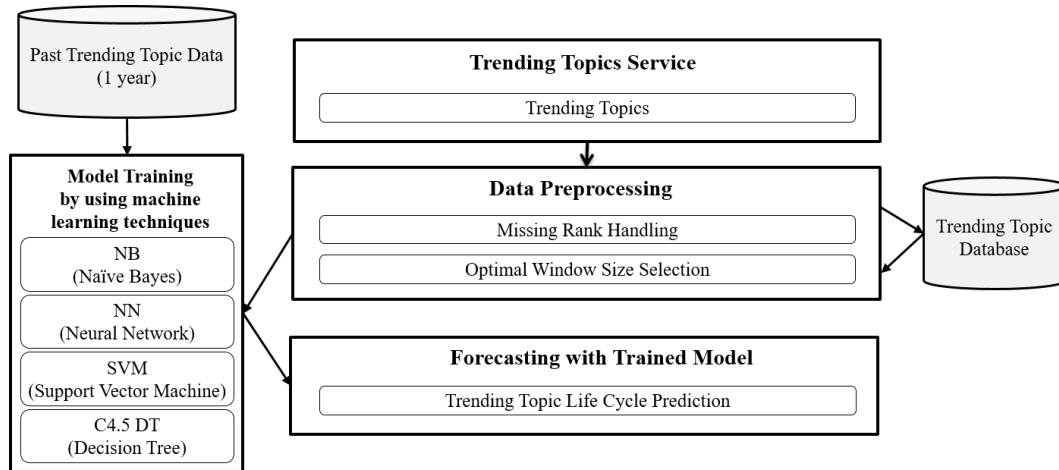 Past Trending Topic Data
(1 year)
Model Training
by using machine
learning techniques
NB
(Naïve Bayes)
NN
(Neural Network)
SVM
(Support Vector Machine)
C4.5 DT
(Decision Tree)
Trending Topics Service
Trending Topics
Data Preprocessing
Missing Rank Handling
Optimal Window Size Selection
Trending Topic
Database
Forecasting with Trained Model
Trending Topic Life Cycle Prediction